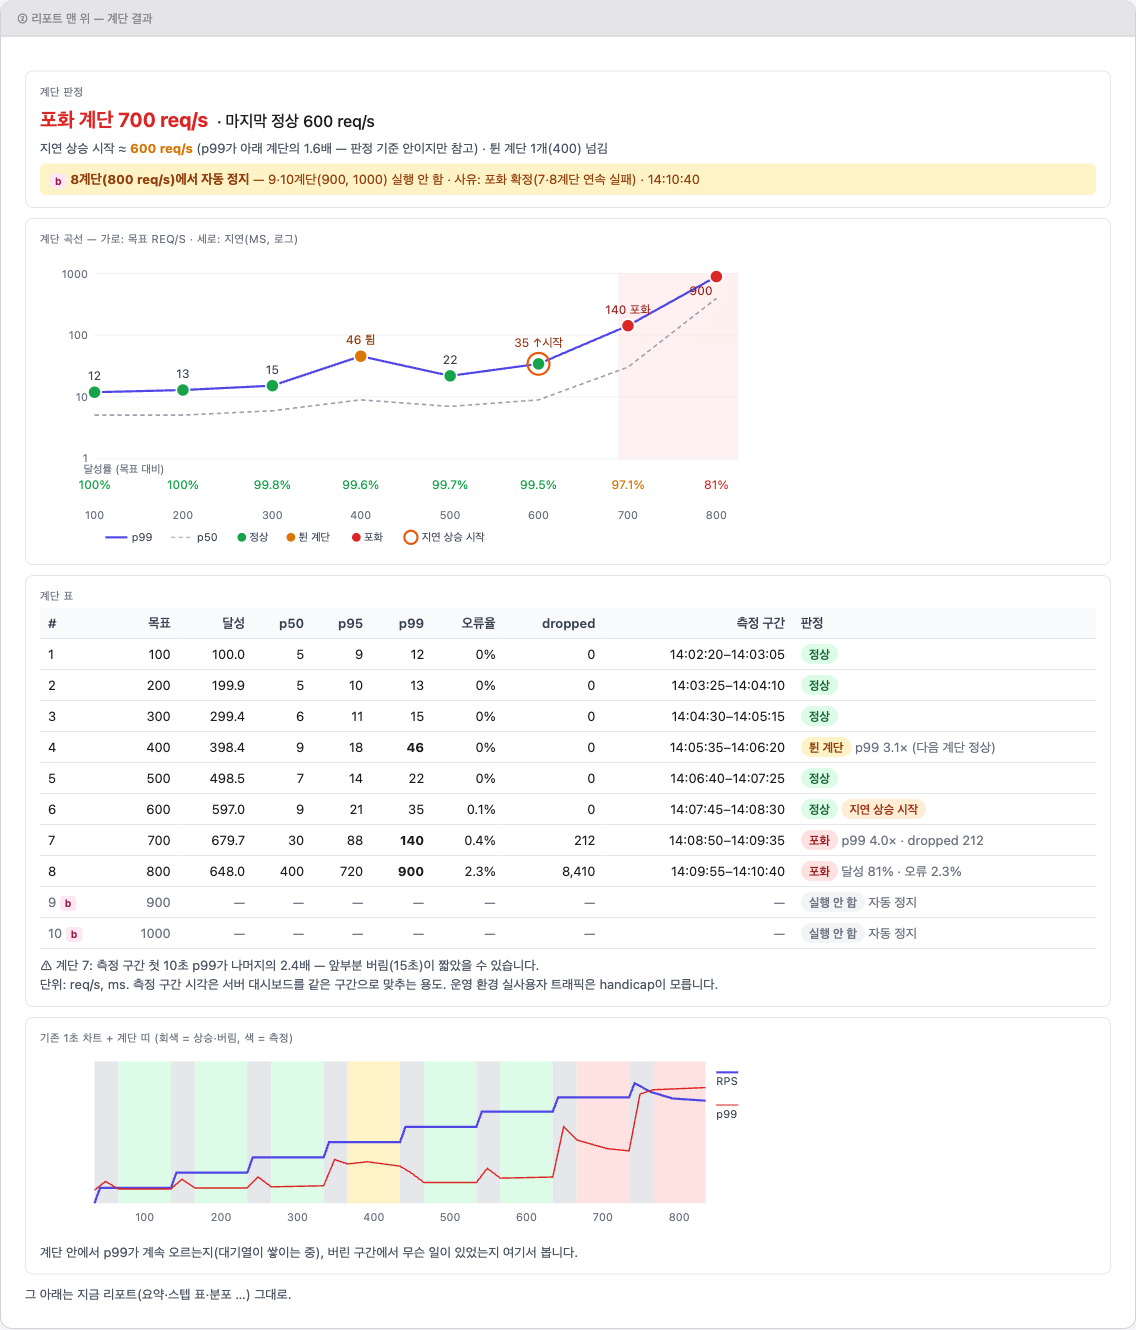 ② 리포트 맨 위 — 계단 결과
계단 판정
포화 계단 700 req/s · 마지막 정상 600 req/s
지연 상승 시작 ≈ 600 req/s (p99가 아래 계단의 1.6배 — 판정 기준 안이지만 참고) · 튄 계단 1개(400) 넘김
b 8계단(800 req/s)에서 자동 정지 — 9·10계단(900, 1000) 실행 안 함 · 사유: 포화 확정(7·8계단 연속 실패) · 14:10:40
계단 곡선 — 가로: 목표 REQ/S · 세로: 지연(MS, 로그)
1000
900
140 포화
100
46 튐
35 ↑시작
22
15
13
12
10
1
달성률 (목표 대비)
100% 100% 99.8% 99.6% 99.7% 99.5% 97.1% 81%
100 200 300 400 500 600 700 800
p99 p50 정상 튄 계단 포화 지연 상승 시작
계단 표
# 목표 달성 p50 p95 p99 오류율 dropped 측정 구간 판정
1 100 100.0 5 9 12 0% 0 14:02:20–14:03:05 정상
2 200 199.9 5 10 13 0% 0 14:03:25–14:04:10 정상
3 300 299.4 6 11 15 0% 0 14:04:30–14:05:15 정상
4 400 398.4 9 18 46 0% 0 14:05:35–14:06:20 튄 계단 p99 3.1× (다음 계단 정상)
5 500 498.5 7 14 22 0% 0 14:06:40–14:07:25 정상
6 600 597.0 9 21 35 0.1% 0 14:07:45–14:08:30 정상 지연 상승 시작
7 700 679.7 30 88 140 0.4% 212 14:08:50–14:09:35 포화 p99 4.0× · dropped 212
8 800 648.0 400 720 900 2.3% 8,410 14:09:55–14:10:40 포화 달성 81% · 오류 2.3%
9 b 900 — — — — — — — 실행 안 함 자동 정지
10 b 1000 — — — — — — — 실행 안 함 자동 정지
⚠ 계단 7: 측정 구간 첫 10초 p99가 나머지의 2.4배 — 앞부분 버림(15초)이 짧았을 수 있습니다.
단위: req/s, ms. 측정 구간 시각은 서버 대시보드를 같은 구간으로 맞추는 용도. 운영 환경 실사용자 트래픽은 handicap이 모릅니다.
기존 1초 차트 + 계단 띠 (회색 = 상승·버림, 색 = 측정)
RPS
p99
100 200 300 400 500 600 700 800
계단 안에서 p99가 계속 오르는지(대기열이 쌓이는 중), 버린 구간에서 무슨 일이 있었는지 여기서 봅니다.
그 아래는 지금 리포트(요약·스텝 표·분포 …) 그대로.